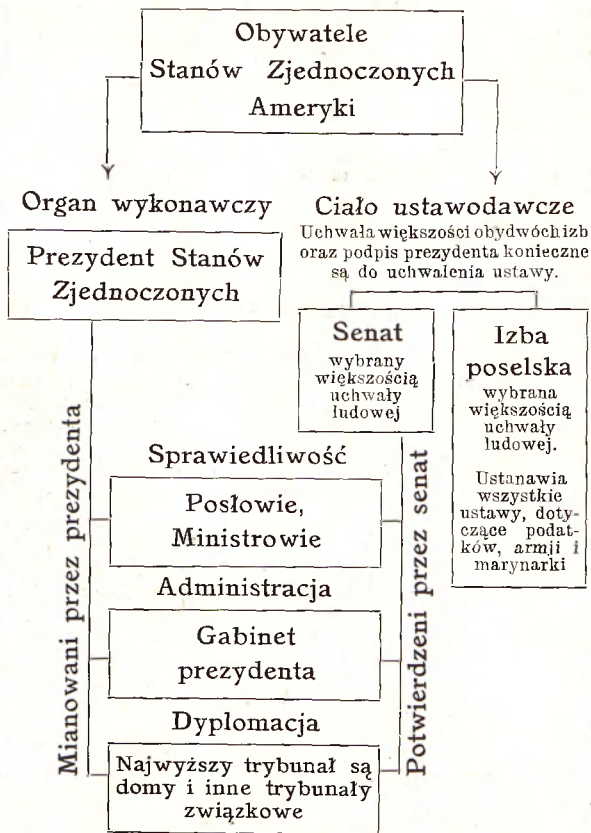 Obywatele
Stanów Zjednoczonych
Ameryki
Organ wykonawczy
Prezydent Stanów
Zjednoczonych
Ciało ustawodawcze
Uchwała większości obydwóch izb
oraz podpis prezydenta konieczne
są do uchwalenia ustawy.
Senat
wybrany
większością
uchwały
ludowej
Izba
poselska
wybrana
większością
uchwały
ludowej.
Ustanawia
wszystkie
ustawy, doty-
czące podat-
ków, armji i
marynarki
Mianowani przez prezydenta
Sprawiedliwość
Posłowie,
Ministrowie
Administracja
Gabinet
prezydenta
Dyplomacja
Najwyższy trybunał są
domy i inne trybunały
związkowe
Potwierdzeni przez senat